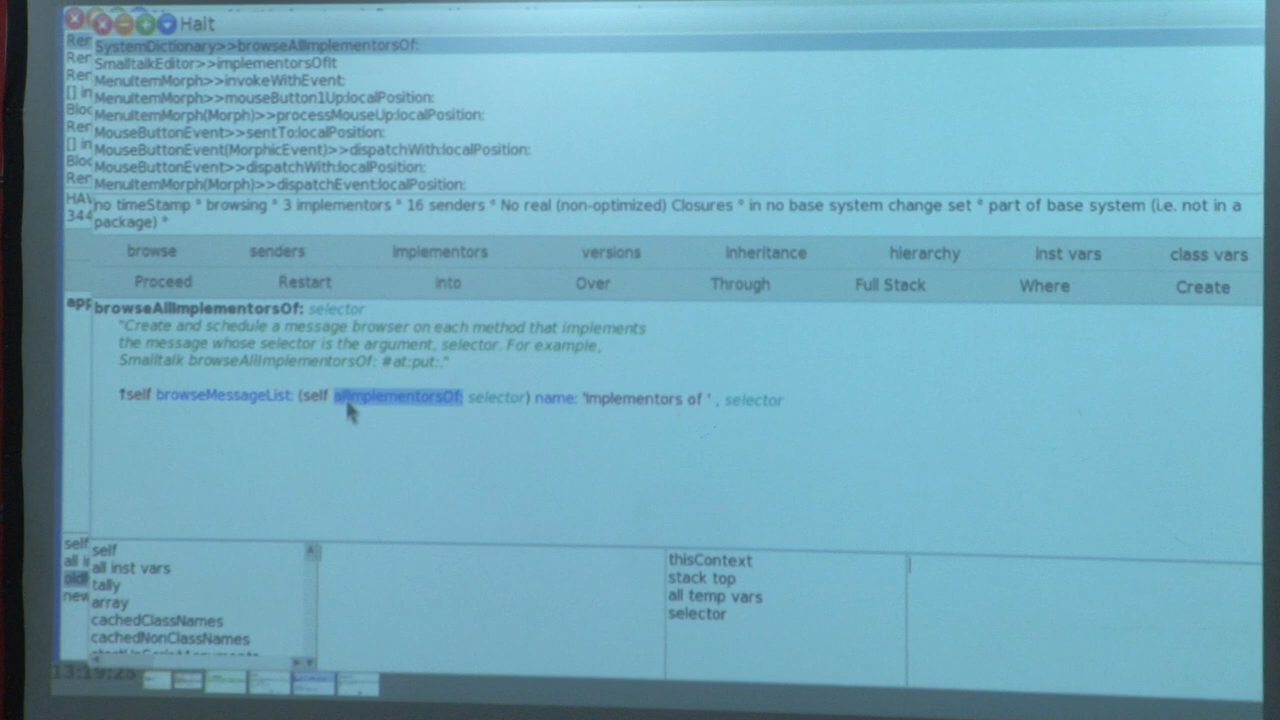 Halt
SystemDictionary>>browseAllImplementorsOf:
SmalltalkEditor>>implementorsOfIt
MenuItemMorph>>invokeWithEvent:
MenuItemMorph>>mouseButton1Up:localPosition:
MenuItemMorph(Morph)>>processMouseUp:localPosition:
MouseButtonEvent>>sentTo:localPosition:
MouseButtonEvent(MorphicEvent)>>dispatchWith:localPosition:
MouseButtonEvent>>dispatchWith:localPosition:
MenuItemMorph(Morph)>>dispatchEvent:localPosition:
no timeStamp * browsing * 3 implementors * 16 senders * No real (non-optimized) Closures * in no base system change set * part of base system (i.e. not in a
package) *
browse senders implementors versions inheritance hierarchy inst vars class vars
Proceed Restart Into Over Through Full Stack Where Create
browseAllImplementorsOf: selector
"Create and schedule a message browser on each method that implements
the message whose selector is the argument, selector. For example,
Smalltalk browseAllImplementorsOf: #at:put:."
↑self browseMessageList: (self allImplementorsOf: selector) name: 'Implementors of ' , selector
self
all inst vars
tally
array
cachedClassNames
cachedNonClassNames
thisContext
stack top
all temp vars
selector
13:19:25